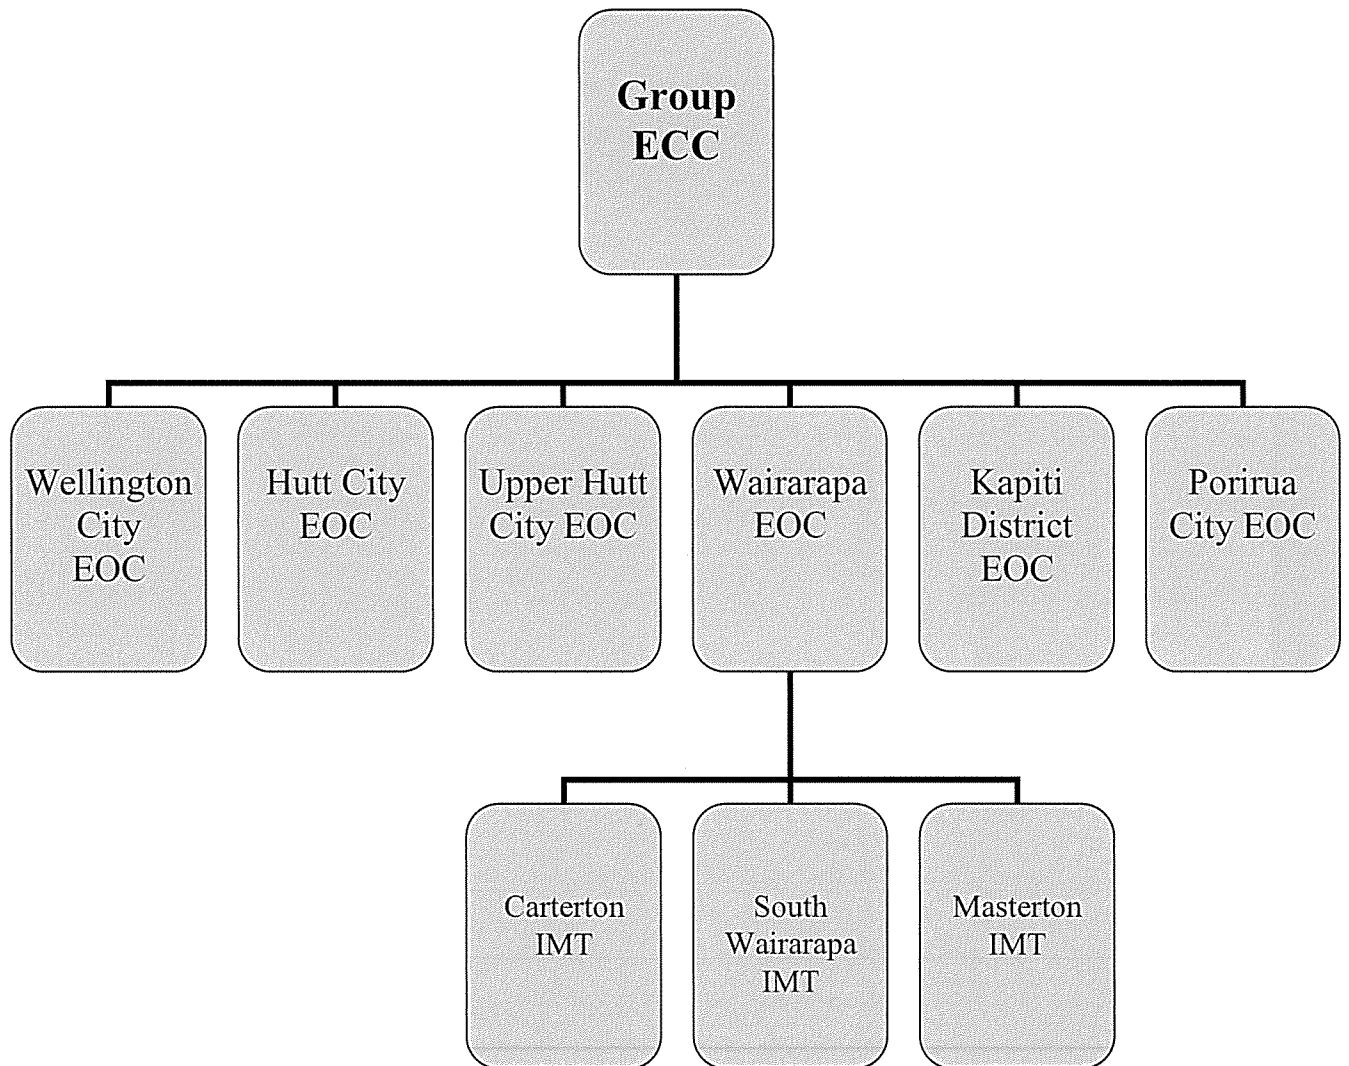 Group
ECC
Wellington
City
EOC
Hutt City
EOC
Upper Hutt
City EOC
Wairarapa
EOC
Kapiti
District
EOC
Porirua
City EOC
Carterton
IMT
South
Wairarapa
IMT
Masterton
IMT